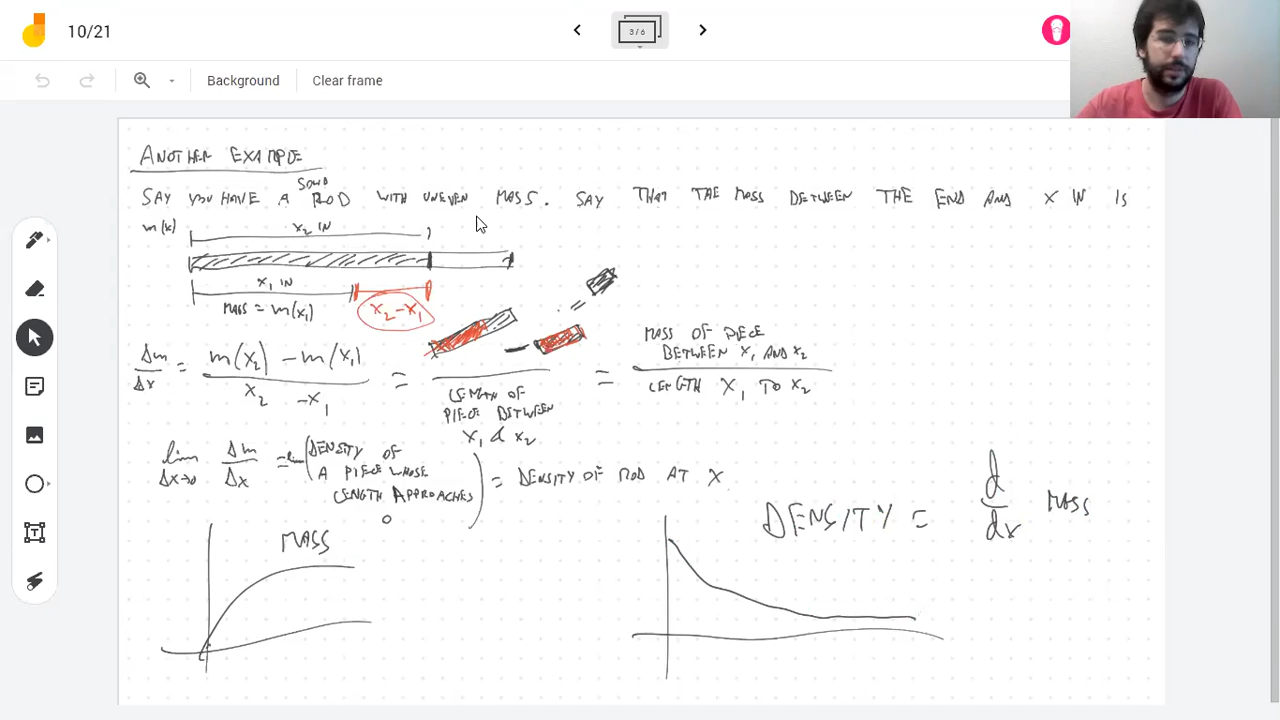 10/21
3/6
Background
Clear frame
ANOTHER EXAMPLE
SAY YOU HAVE A SOLID ROD WITH UNEVEN MASS. SAY THAT THE MASS BETWEEN THE END AND X IN IS
m(x)
x₂ IN
x₁ IN
MASS = m(x₁)
x₂ - x₁
Δm/Δx = (m(x₂) - m(x₁))/(x₂ - x₁) = — / LENGTH OF PIECE BETWEEN x₁ & x₂ = MASS OF PIECE BETWEEN x₁ AND x₂ / LENGTH x₁ TO x₂
=
lim Δx→0 Δm/Δx = lim (DENSITY OF A PIECE WHOSE LENGTH APPROACHES 0) = DENSITY OF ROD AT X
DENSITY = d/dx MASS
MASS